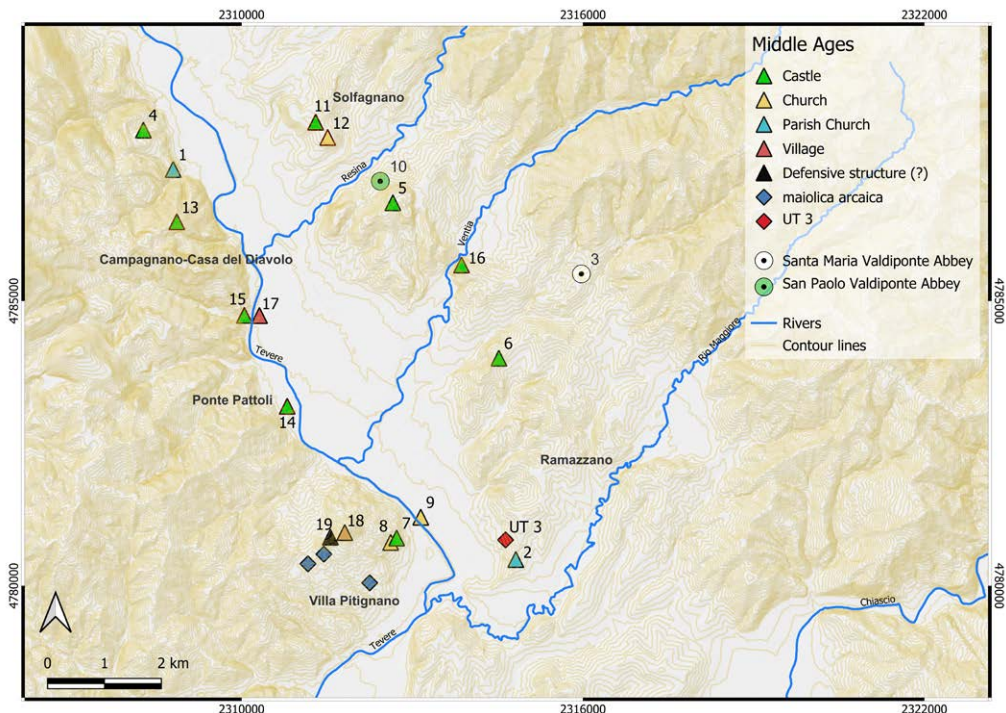 2310000
2316000
2322000
Middle Ages
Castle
Church
Parish Church
Village
Defensive structure (?)
maiolica arcaica
UT 3
Santa Maria Valdiponte Abbey
San Paolo Valdiponte Abbey
Rivers
Contour lines
Solfagnano
11
12
4
1
Resina
10
5
13
Ventia
Campagnano-Casa del Diavolo
16
3
4785000
4785000
15
17
Tevere
Rio Maggiore
6
Ponte Pattoli
14
Ramazzano
9
19
18
8
7
UT 3
2
4780000
4780000
Villa Pitignano
Chiascio
Tevere
0
1
2 km
2310000
2316000
2322000